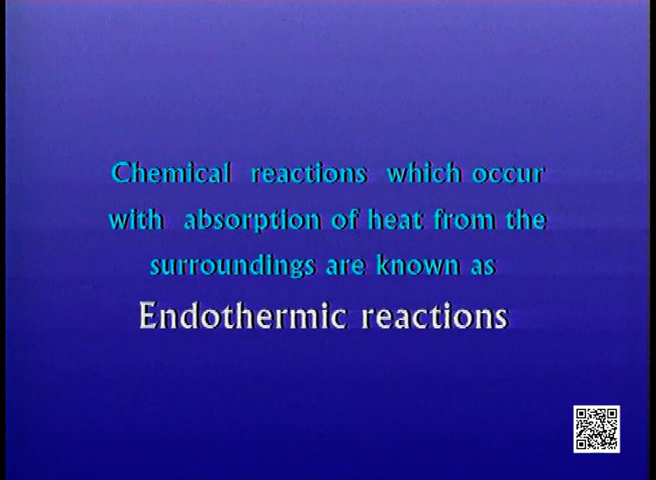 Chemical reactions which occur
with absorption of heat from the
surroundings are known as
Endothermic reactions